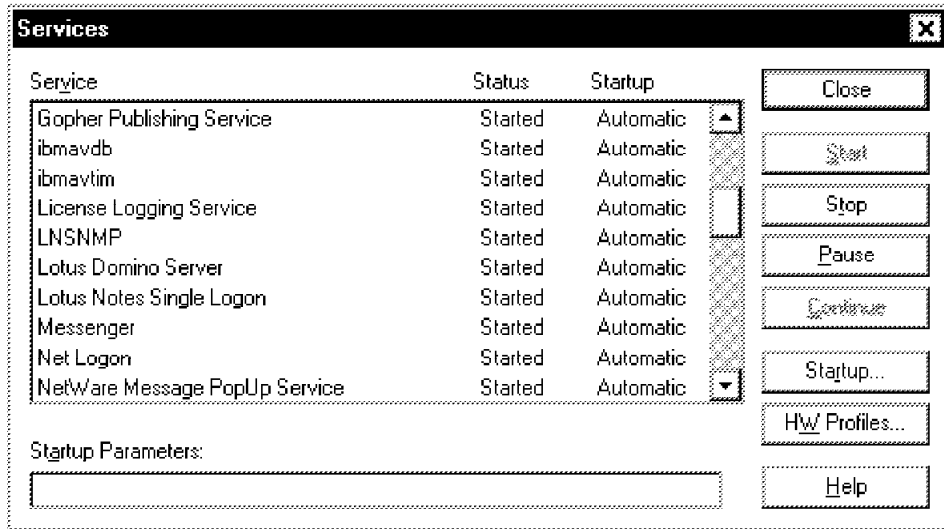 Services
Service Status Startup
Gopher Publishing Service Started Automatic
ibmavdb Started Automatic
ibmavtim Started Automatic
License Logging Service Started Automatic
LNSNMP Started Automatic
Lotus Domino Server Started Automatic
Lotus Notes Single Logon Started Automatic
Messenger Started Automatic
Net Logon Started Automatic
NetWare Message PopUp Service Started Automatic
Startup Parameters:
Close
Start
Stop
Pause
Continue
Startup...
HW Profiles...
Help